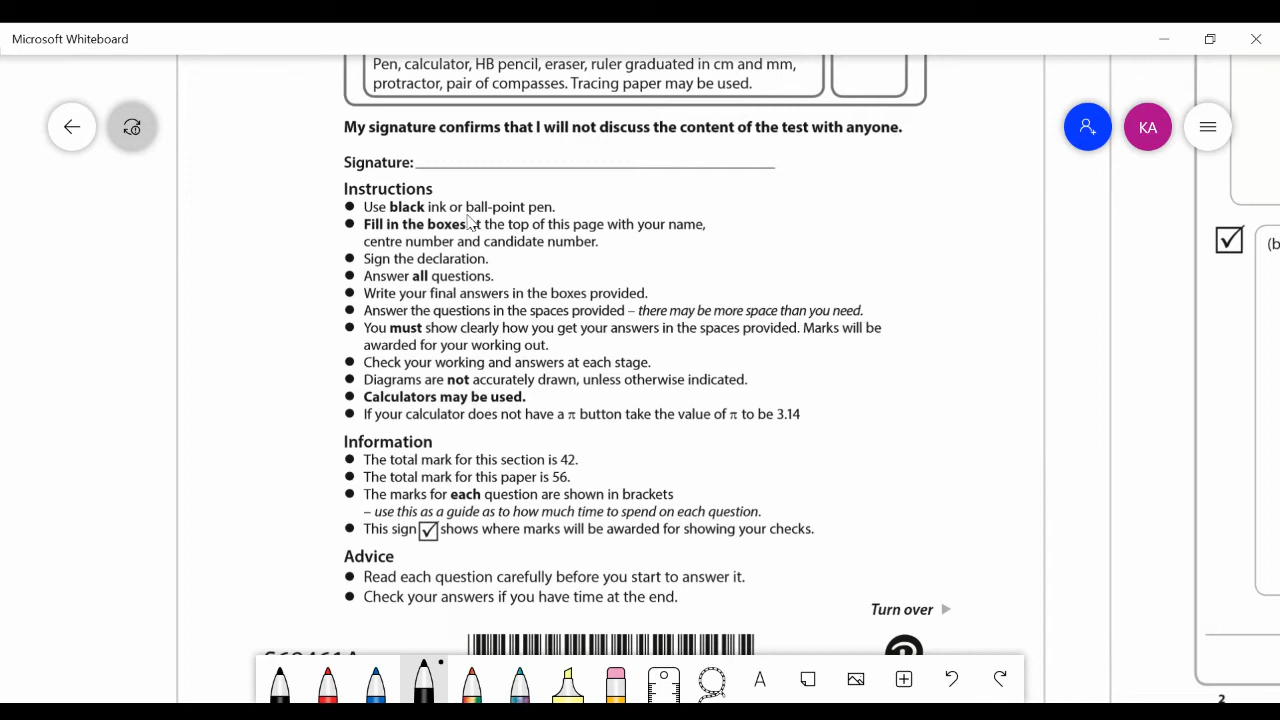 Microsoft Whiteboard
Pen, calculator, HB pencil, eraser, ruler graduated in cm and mm,
protractor, pair of compasses. Tracing paper may be used.
KA
My signature confirms that I will not discuss the content of the test with anyone.
Signature:
Instructions
● Use black ink or ball-point pen.
● Fill in the boxes at the top of this page with your name,
centre number and candidate number.
● Sign the declaration.
● Answer all questions.
● Write your final answers in the boxes provided.
● Answer the questions in the spaces provided – there may be more space than you need.
● You must show clearly how you get your answers in the spaces provided. Marks will be
awarded for your working out.
● Check your working and answers at each stage.
● Diagrams are not accurately drawn, unless otherwise indicated.
● Calculators may be used.
● If your calculator does not have a π button take the value of π to be 3.14
Information
● The total mark for this section is 42.
● The total mark for this paper is 56.
● The marks for each question are shown in brackets
– use this as a guide as to how much time to spend on each question.
● This sign ☑ shows where marks will be awarded for showing your checks.
Advice
● Read each question carefully before you start to answer it.
● Check your answers if you have time at the end.
Turn over
(b
2